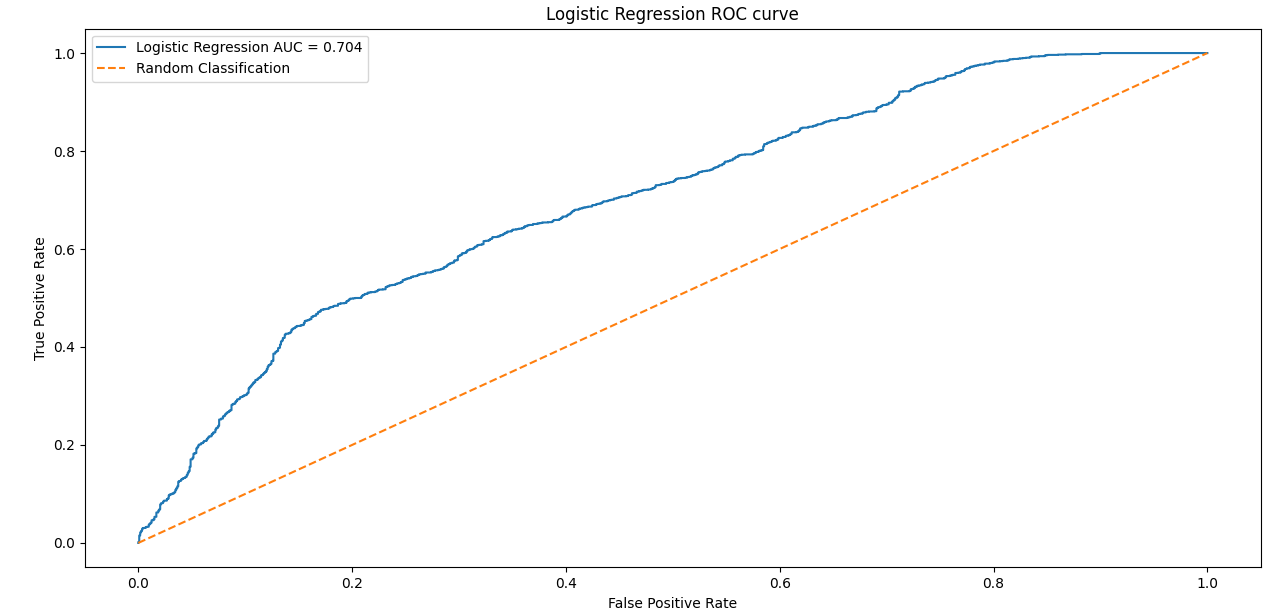 Logistic Regression ROC curve
Logistic Regression AUC = 0.704
Random Classification
True Positive Rate
1.0
0.8
0.6
0.4
0.2
0.0
0.0 0.2 0.4 0.6 0.8 1.0
False Positive Rate